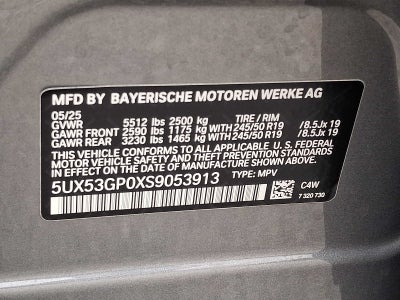 MFD BY BAYERISCHE MOTOREN WERKE AG
05/25
GVWR 5512 lbs 2500 kg TIRE / RIM
GAWR FRONT 2590 lbs 1175 kg WITH 245/50 R19 /8.5Jx 19
GAWR REAR 3230 lbs 1465 kg WITH 245/50 R19 /8.5Jx 19
THIS VEHICLE CONFORMS TO ALL APPLICABLE U.S. FEDERAL
MOTOR VEHICLE SAFETY, BUMPER AND THEFT PREVENTION STANDARDS
IN EFFECT ON THE DATE OF MANUFACTURE SHOWN ABOVE.
5UX53GP0XS9053913 TYPE: MPV
C4W
7 320 730